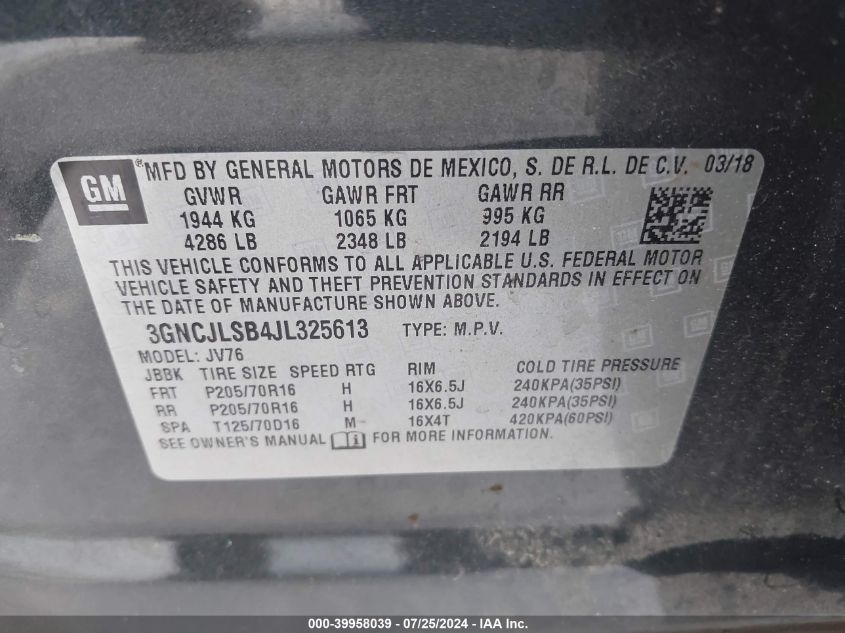 GM ® MFD BY GENERAL MOTORS DE MEXICO, S. DE R.L. DE C.V. 03/18
GVWR GAWR FRT GAWR RR
1944 KG 1065 KG 995 KG
4286 LB 2348 LB 2194 LB
THIS VEHICLE CONFORMS TO ALL APPLICABLE U.S. FEDERAL MOTOR
VEHICLE SAFETY AND THEFT PREVENTION STANDARDS IN EFFECT ON
THE DATE OF MANUFACTURE SHOWN ABOVE.
3GNCJLSB4JL325613 TYPE: M.P.V.
MODEL: JV76
JBBK TIRE SIZE SPEED RTG RIM COLD TIRE PRESSURE
FRT P205/70R16 H 16X6.5J 240KPA(35PSI)
RR P205/70R16 H 16X6.5J 240KPA(35PSI)
SPA T125/70D16 M 16X4T 420KPA(60PSI)
SEE OWNER'S MANUAL FOR MORE INFORMATION.
000-39958039 - 07/25/2024 - IAA Inc.